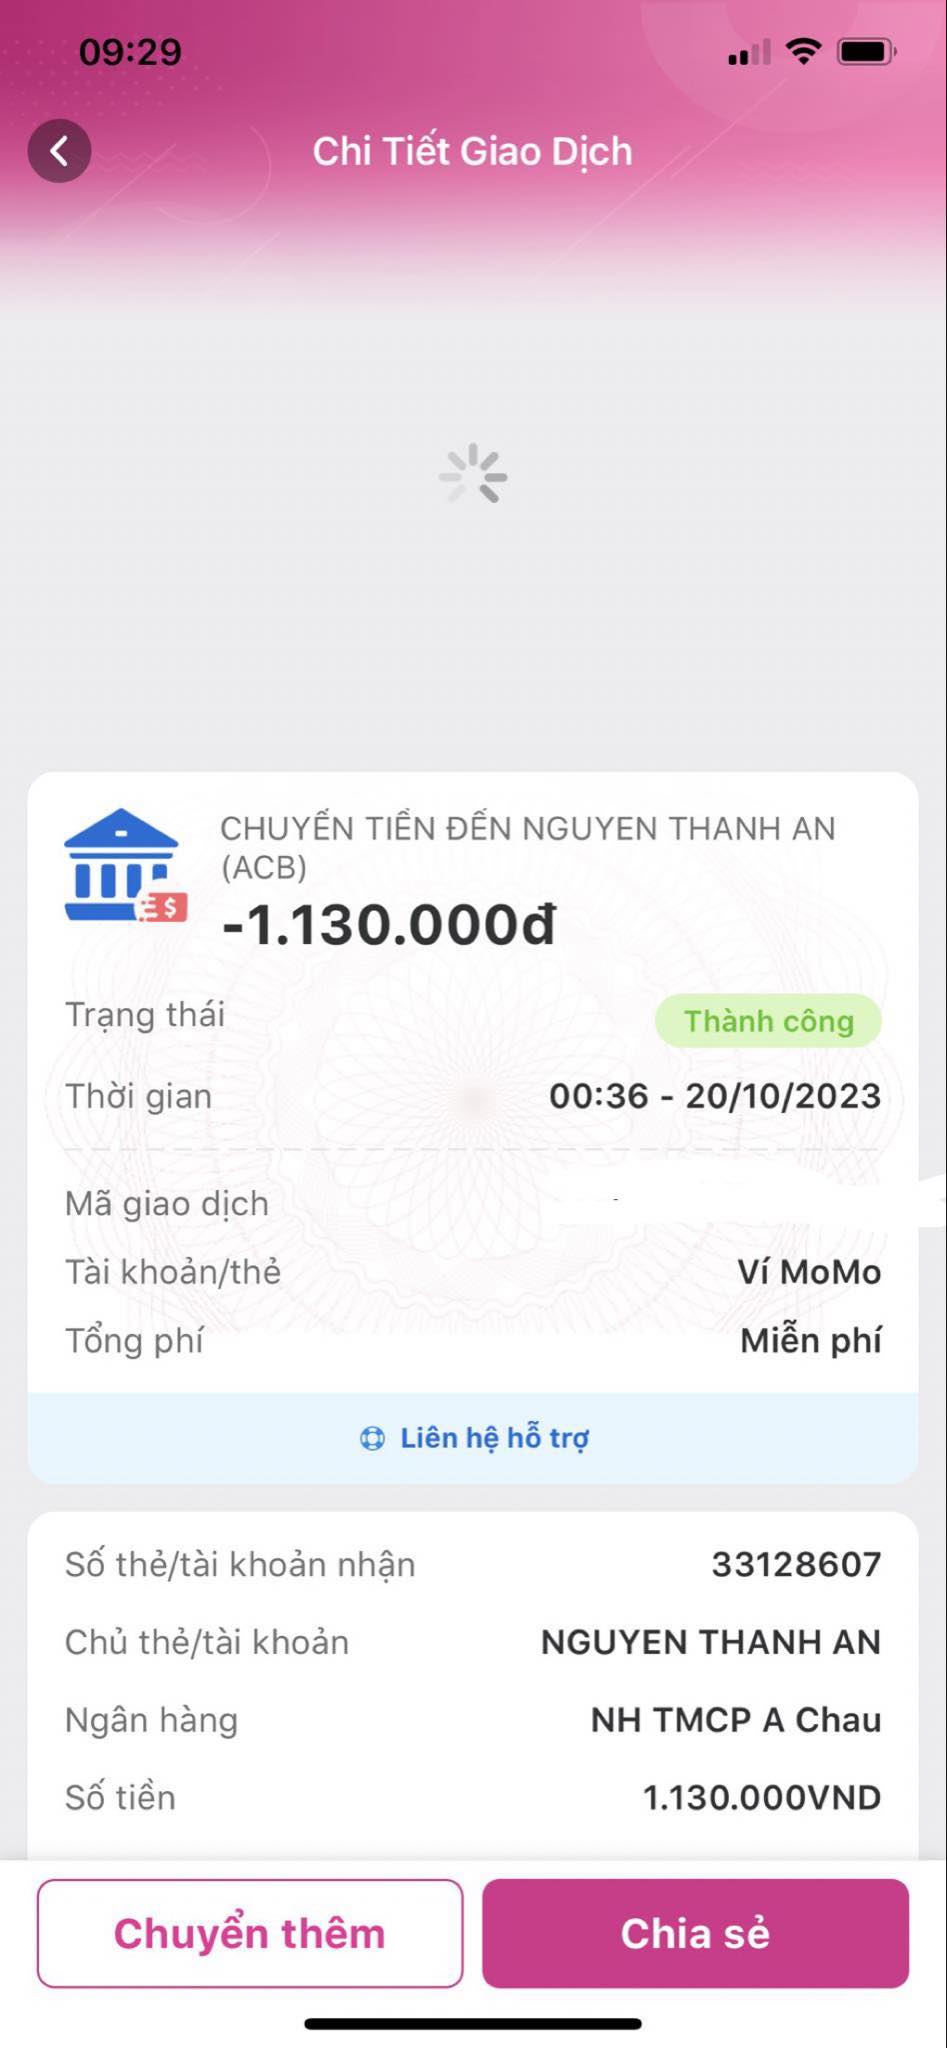 09:29
Chi Tiết Giao Dịch
CHUYỂN TIỀN ĐẾN NGUYEN THANH AN
(ACB)
-1.130.000đ
$
Trạng thái
Thành công
Thời gian
00:36 - 20/10/2023
Mã giao dịch
Tài khoản/thẻ
Ví MoMo
Tổng phí
Miễn phí
Liên hệ hỗ trợ
Số thẻ/tài khoản nhận
33128607
Chủ thẻ/tài khoản
NGUYEN THANH AN
Ngân hàng
NH TMCP A Chau
Số tiền
1.130.000VND
Chuyển thêm
Chia sẻ